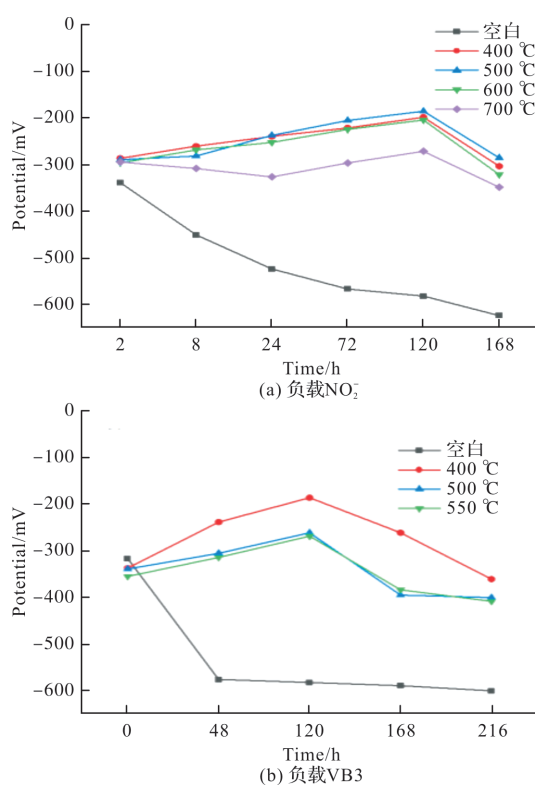 0
−100
−200
−300
−400
−500
−600
Potential/mV
空白
400 ℃
500 ℃
600 ℃
700 ℃
2 8 24 72 120 168
Time/h
(a) 负载NO₂⁻
0
−100
−200
−300
−400
−500
−600
Potential/mV
空白
400 ℃
500 ℃
550 ℃
0 48 120 168 216
Time/h
(b) 负载VB3